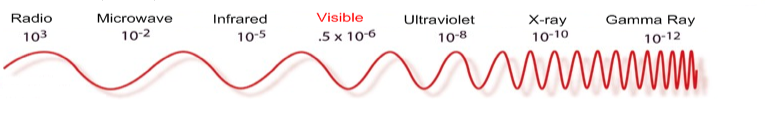 Radio Microwave Infrared Visible Ultraviolet X-ray Gamma Ray
10³ 10⁻² 10⁻⁵ .5 x 10⁻⁶ 10⁻⁸ 10⁻¹⁰ 10⁻¹²